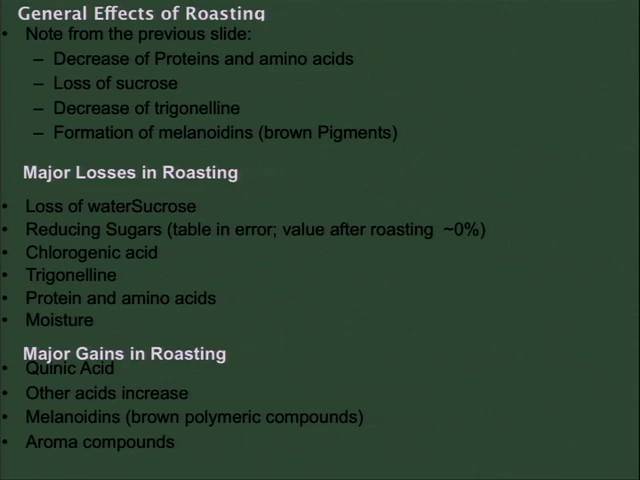 General Effects of Roasting
• Note from the previous slide:
– Decrease of Proteins and amino acids
– Loss of sucrose
– Decrease of trigonelline
– Formation of melanoidins (brown Pigments)
Major Losses in Roasting
• Loss of waterSucrose
• Reducing Sugars (table in error; value after roasting ~0%)
• Chlorogenic acid
• Trigonelline
• Protein and amino acids
• Moisture
Major Gains in Roasting
• Quinic Acid
• Other acids increase
• Melanoidins (brown polymeric compounds)
• Aroma compounds